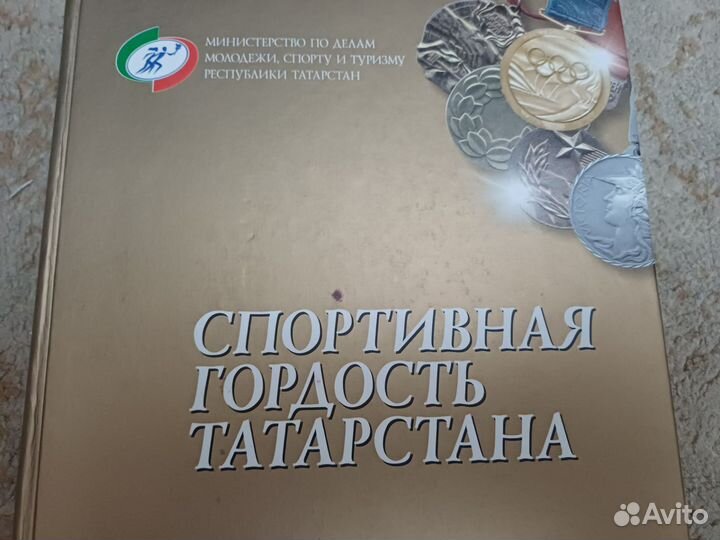 МИНИСТЕРСТВО ПО ДЕЛАМ
МОЛОДЕЖИ, СПОРТУ И ТУРИЗМУ
РЕСПУБЛИКИ ТАТАРСТАН
СПОРТИВНАЯ
ГОРДОСТЬ
ТАТАРСТАНА
Avito